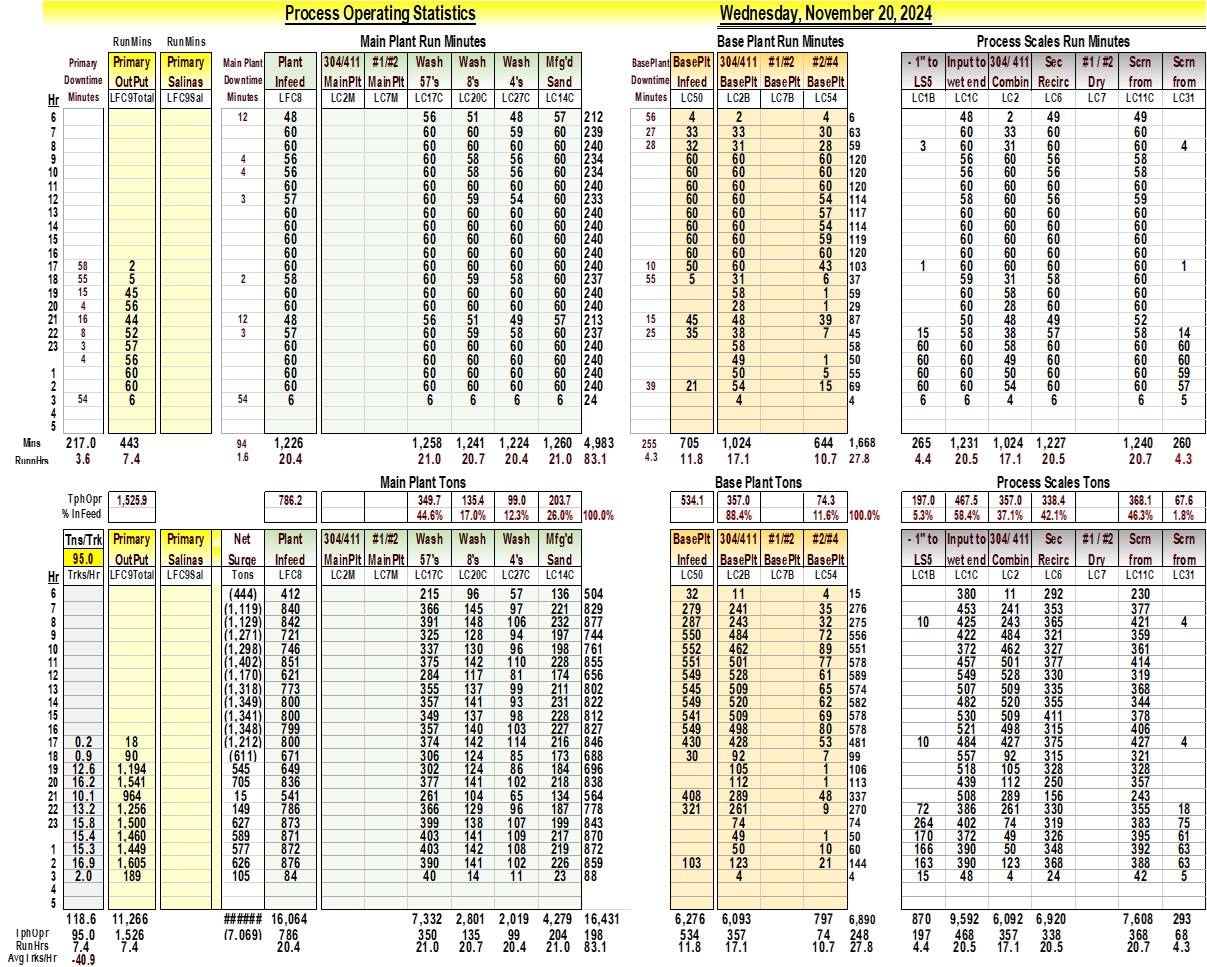 Process Operating Statistics Wednesday, November 20, 2024
RunMins RunMins Main Plant Run Minutes Base Plant Run Minutes Process Scales Run Minutes
Primary Primary Primary Main Plant Plant 304/411 #1/#2 Wash Wash Wash Mfg'd BasePlant BasePlt 304/411 #1/#2 #2/#4 - 1" to Input to 304/ 411 Sec #1 / #2 Scrn Scrn
Downtime OutPut Salinas Downtime Infeed MainPlt MainPlt 57's 8's 4's Sand Downtime Infeed BasePlt BasePlt BasePlt LS5 wet end Combin Recirc Dry from from
Hr Minutes LFC9Total LFC9Sal Minutes LFC8 LC2M LC7M LC17C LC20C LC27C LC14C Minutes LC50 LC2B LC7B LC54 LC1B LC1C LC2 LC6 LC7 LC11C LC31
6 12 48 56 51 48 57 212 56 4 2 4 6 48 2 49 49
7 60 60 60 59 60 239 27 33 33 30 63 60 33 60 60
8 60 60 60 60 60 240 28 32 31 28 59 3 60 31 60 60 4
9 4 56 60 58 56 60 234 60 60 60 120 56 60 56 58
10 4 56 60 58 56 60 234 60 60 60 120 56 60 56 58
11 60 60 60 60 60 240 60 60 60 120 60 60 60 60
12 3 57 60 59 54 60 233 60 60 54 114 58 60 56 59
13 60 60 60 60 60 240 60 60 57 117 60 60 60 60
14 60 60 60 60 60 240 60 60 54 114 60 60 60 60
15 60 60 60 60 60 240 60 60 59 119 60 60 60 60
16 60 60 60 60 60 240 60 60 60 120 60 60 60 60
17 58 2 60 60 60 60 60 240 10 50 60 43 103 1 60 60 60 60 1
18 55 5 2 58 60 59 58 60 237 55 5 31 6 37 59 31 58 60
19 15 45 60 60 60 60 60 240 58 1 59 60 58 60 60
20 4 56 60 60 60 60 60 240 28 1 29 60 28 60 60
21 16 44 12 48 56 51 49 57 213 15 45 48 39 87 50 48 49 52
22 8 52 3 57 60 59 58 60 237 25 35 38 7 45 15 58 38 57 58 14
23 3 57 60 60 60 60 60 240 58 58 60 60 58 60 60 60
4 56 60 60 60 60 60 240 49 1 50 60 60 49 60 60 60
1 60 60 60 60 60 60 240 50 5 55 60 60 50 60 60 59
2 60 60 60 60 60 60 240 39 21 54 15 69 60 60 54 60 60 57
3 54 6 54 6 6 6 6 6 24 4 4 6 6 4 6 6 5
4
5
Mins 217.0 443 94 1,226 1,258 1,241 1,224 1,260 4,983 255 705 1,024 644 1,668 265 1,231 1,024 1,227 1,240 260
RunnHrs 3.6 7.4 1.6 20.4 21.0 20.7 20.4 21.0 83.1 4.3 11.8 17.1 10.7 27.8 4.4 20.5 17.1 20.5 20.7 4.3
Main Plant Tons Base Plant Tons Process Scales Tons
TphOpr 1,525.9 786.2 349.7 135.4 99.0 203.7 534.1 357.0 74.3 197.0 467.5 357.0 338.4 368.1 67.6
% InFeed 44.6% 17.0% 12.3% 26.0% 100.0% 88.4% 11.6% 100.0% 5.3% 58.4% 37.1% 42.1% 46.3% 1.8%
Tns/Trk Primary Primary Net Plant 304/411 #1/#2 Wash Wash Wash Mfg'd BasePlt 304/411 #1/#2 #2/#4 - 1" to Input to 304/ 411 Sec #1 / #2 Scrn Scrn
95.0 OutPut Salinas Surge Infeed MainPlt MainPlt 57's 8's 4's Sand Infeed BasePlt BasePlt BasePlt LS5 wet end Combin Recirc Dry from from
Hr Trks/Hr LFC9Total LFC9Sal Tons LFC8 LC2M LC7M LC17C LC20C LC27C LC14C LC50 LC2B LC7B LC54 LC1B LC1C LC2 LC6 LC7 LC11C LC31
6 (444) 412 215 96 57 136 504 32 11 4 15 380 11 292 230
7 (1,119) 840 366 145 97 221 829 279 241 35 276 453 241 353 377
8 (1,129) 842 391 148 106 232 877 287 243 32 275 10 425 243 365 421 4
9 (1,271) 721 325 128 94 197 744 550 484 72 556 422 484 321 359
10 (1,298) 746 337 130 96 198 761 552 462 89 551 372 462 327 361
11 (1,402) 851 375 142 110 228 855 551 501 77 578 457 501 377 414
12 (1,170) 621 284 117 81 174 656 549 528 61 589 549 528 330 319
13 (1,318) 773 355 137 99 211 802 545 509 65 574 507 509 335 368
14 (1,349) 800 357 141 93 231 822 549 520 62 582 482 520 355 344
15 (1,341) 800 349 137 98 228 812 541 509 69 578 530 509 411 378
16 (1,348) 799 357 140 103 227 827 549 498 80 578 521 498 315 406
17 0.2 18 (1,212) 800 374 142 114 216 846 430 428 53 481 10 484 427 375 427 4
18 0.9 90 (611) 671 306 124 85 173 688 30 92 7 99 557 92 315 321
19 12.6 1,194 545 649 302 124 86 184 696 105 1 106 518 105 328 328
20 16.2 1,541 705 836 377 141 102 218 838 112 1 113 439 112 250 357
21 10.1 964 15 541 261 104 65 134 564 408 289 48 337 508 289 156 243
22 13.2 1,256 149 786 366 129 96 187 778 321 261 9 270 72 386 261 330 355 18
23 15.8 1,500 627 873 399 138 107 199 843 74 74 264 402 74 319 383 75
15.4 1,460 589 871 403 141 109 217 870 49 1 50 170 372 49 326 395 61
1 15.3 1,449 577 872 403 142 108 219 872 50 10 60 166 390 50 348 392 63
2 16.9 1,605 626 876 390 141 102 226 859 103 123 21 144 163 390 123 368 388 63
3 2.0 189 105 84 40 14 11 23 88 4 4 15 48 4 24 42 5
4
5
118.6 11,266 ###### 16,064 7,332 2,801 2,019 4,279 16,431 6,276 6,093 797 6,890 870 9,592 6,092 6,920 7,608 293
TphOpr 95.0 1,526 (7,069) 786 350 135 99 204 198 534 357 74 248 197 468 357 338 368 68
RunHrs 7.4 7.4 20.4 21.0 20.7 20.4 21.0 83.1 11.8 17.1 10.7 27.8 4.4 20.5 17.1 20.5 20.7 4.3
AvgTrks/Hr -40.9